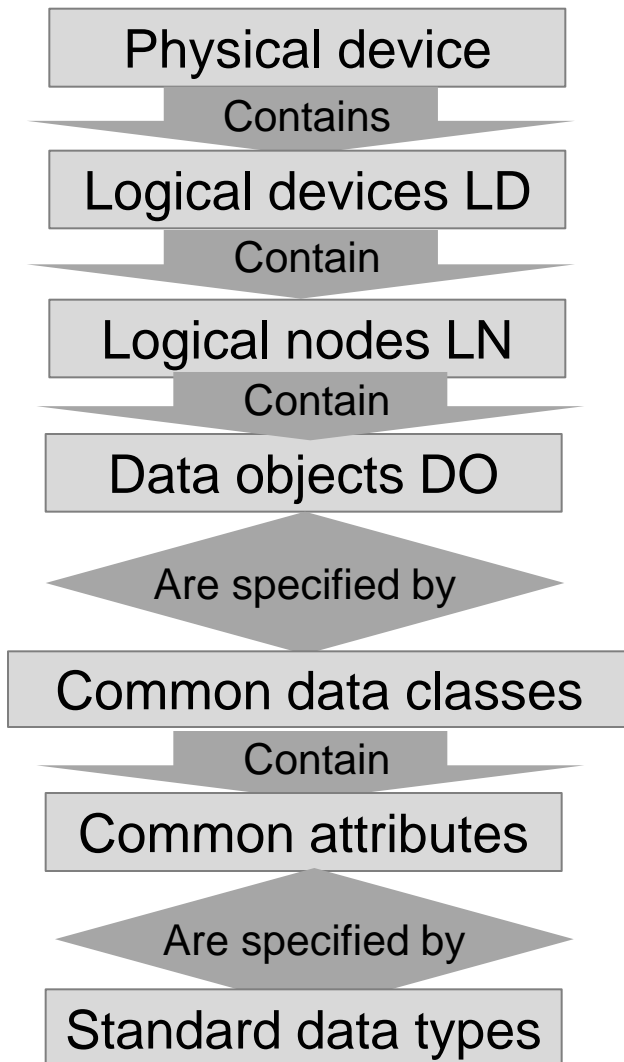 Physical device
Contains
Logical devices LD
Contain
Logical nodes LN
Contain
Data objects DO
Are specified by
Common data classes
Contain
Common attributes
Are specified by
Standard data types